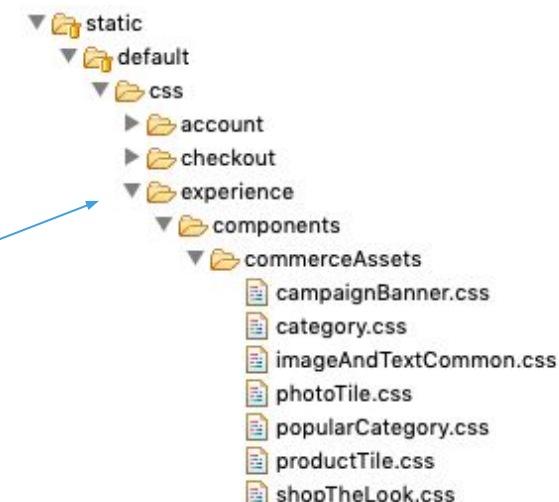 static
default
css
account
checkout
experience
components
commerceAssets
campaignBanner.css
category.css
imageAndTextCommon.css
photoTile.css
popularCategory.css
productTile.css
shopTheLook.css